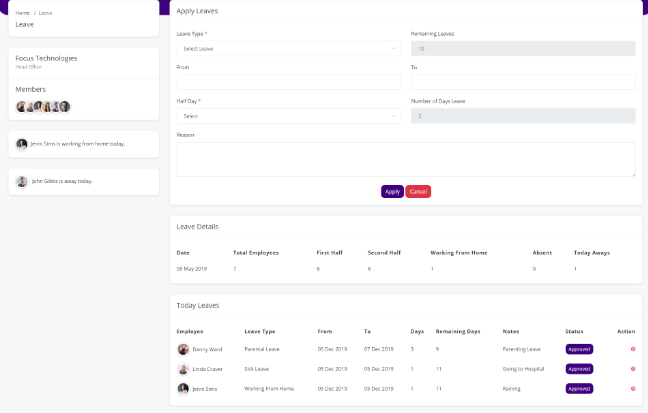 Home / Leave
Leave
Focus Technologies
Head Office
Members
Jenni Sims is working from home today.
John Gibbs is away today.
Apply Leaves
Leave Type *
Remaining Leaves
Select Leave
10
From
To
Half Day *
Number of Days Leave
Select
Reason
Apply Cancel
Leave Details
Date Total Employees First Half Second Half Working From Home Absent Today Aways
05 May 2019 7 6 6 1 0 1
Today Leaves
Employee Leave Type From To Days Remaining Days Notes Status Action
Danny Ward Parental Leave 05 Dec 2019 07 Dec 2019 3 9 Parenting Leave Approved
Linda Craver Sick Leave 05 Dec 2019 05 Dec 2019 1 11 Going to Hospital Approved
Jenni Sims Working From Home 05 Dec 2019 05 Dec 2019 1 11 Raining Approved